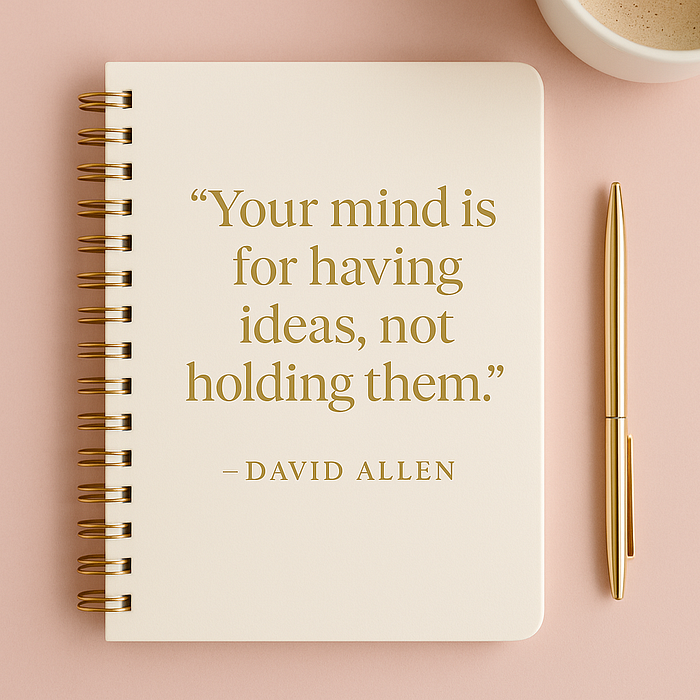 “Your mind is
for having
ideas, not
holding them.”
– DAVID ALLEN